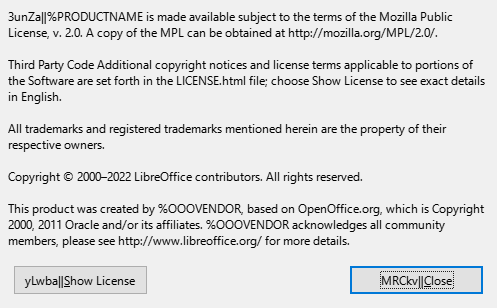 3unZa||%PRODUCTNAME is made available subject to the terms of the Mozilla Public
License, v. 2.0. A copy of the MPL can be obtained at http://mozilla.org/MPL/2.0/.
Third Party Code Additional copyright notices and license terms applicable to portions of
the Software are set forth in the LICENSE.html file; choose Show License to see exact details
in English.
All trademarks and registered trademarks mentioned herein are the property of their
respective owners.
Copyright © 2000–2022 LibreOffice contributors. All rights reserved.
This product was created by %OOOVENDOR, based on OpenOffice.org, which is Copyright
2000, 2011 Oracle and/or its affiliates. %OOOVENDOR acknowledges all community
members, please see http://www.libreoffice.org/ for more details.
yLwba||Show License
MRCkv||Close